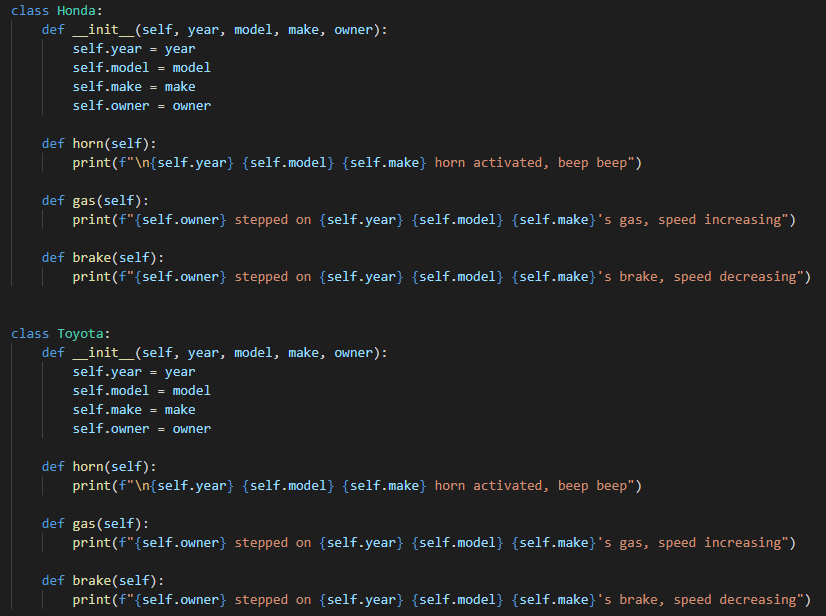 class Honda:
    def __init__(self, year, model, make, owner):
        self.year = year
        self.model = model
        self.make = make
        self.owner = owner

    def horn(self):
        print(f"\n{self.year} {self.model} {self.make} horn activated, beep beep")

    def gas(self):
        print(f"{self.owner} stepped on {self.year} {self.model} {self.make}'s gas, speed increasing")

    def brake(self):
        print(f"{self.owner} stepped on {self.year} {self.model} {self.make}'s brake, speed decreasing")


class Toyota:
    def __init__(self, year, model, make, owner):
        self.year = year
        self.model = model
        self.make = make
        self.owner = owner

    def horn(self):
        print(f"\n{self.year} {self.model} {self.make} horn activated, beep beep")

    def gas(self):
        print(f"{self.owner} stepped on {self.year} {self.model} {self.make}'s gas, speed increasing")

    def brake(self):
        print(f"{self.owner} stepped on {self.year} {self.model} {self.make}'s brake, speed decreasing")